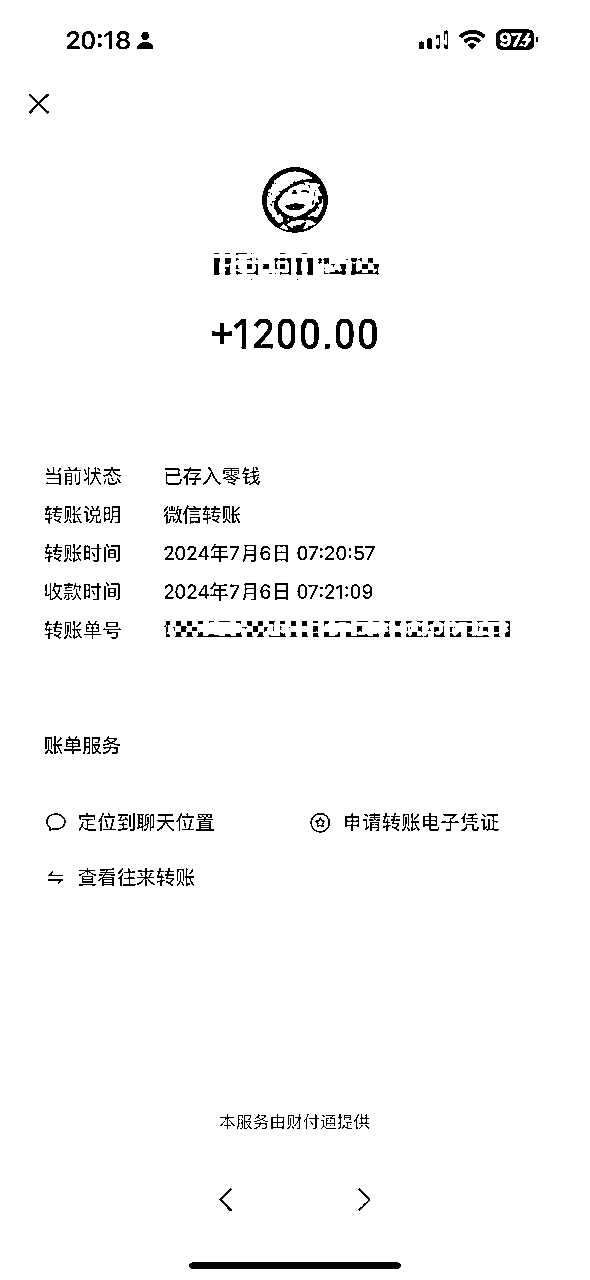 20:18
97
+1200.00
当前状态 已存入零钱
转账说明 微信转账
转账时间 2024年7月6日 07:20:57
收款时间 2024年7月6日 07:21:09
转账单号
账单服务
定位到聊天位置 申请转账电子凭证
查看往来转账
本服务由财付通提供